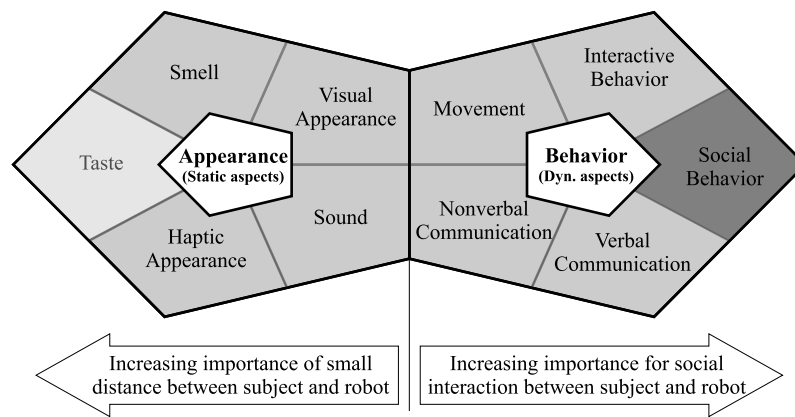 Smell
Visual
Appearance
Taste
Appearance
(Static aspects)
Haptic
Appearance
Sound
Movement
Interactive
Behavior
Behavior
(Dyn. aspects)
Social
Behavior
Nonverbal
Communication
Verbal
Communication
Increasing importance of small
distance between subject and robot
Increasing importance for social
interaction between subject and robot